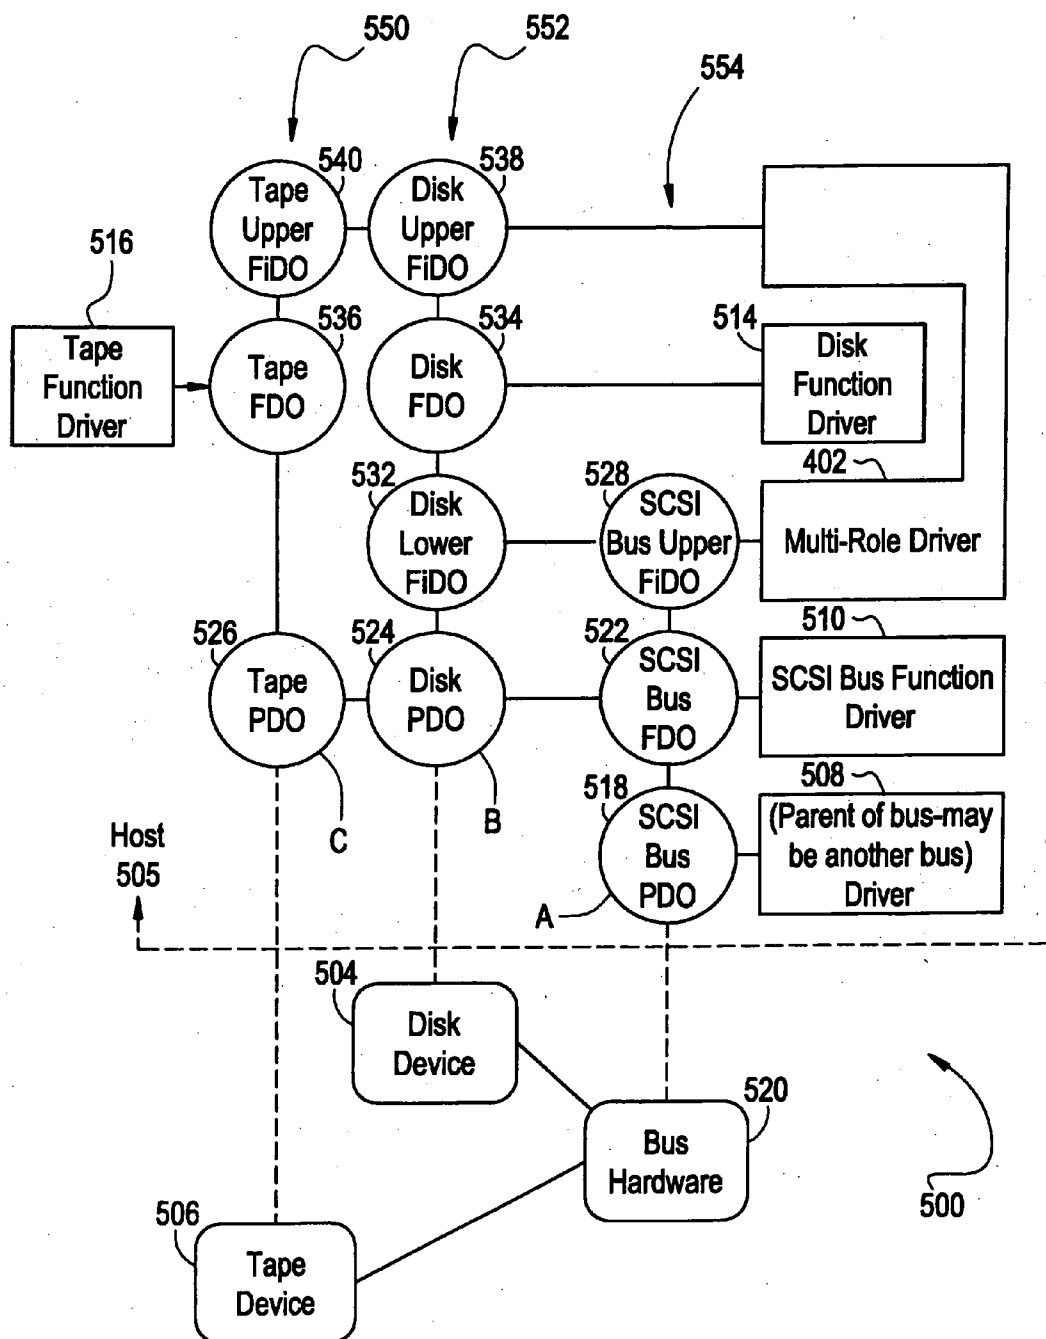 550
552
554
540
Tape
Upper
FiDO
538
Disk
Upper
FiDO
516
Tape
Function
Driver
536
Tape
FDO
534
Disk
FDO
514
Disk
Function
Driver
402
Multi-Role Driver
532
Disk
Lower
FiDO
528
SCSI
Bus Upper
FiDO
526
Tape
PDO
524
Disk
PDO
522
SCSI
Bus
FDO
510
SCSI Bus Function
Driver
C
B
518
SCSI
Bus
PDO
508
(Parent of bus-may
be another bus)
Driver
A
Host
505
504
Disk
Device
520
Bus
Hardware
500
506
Tape
Device